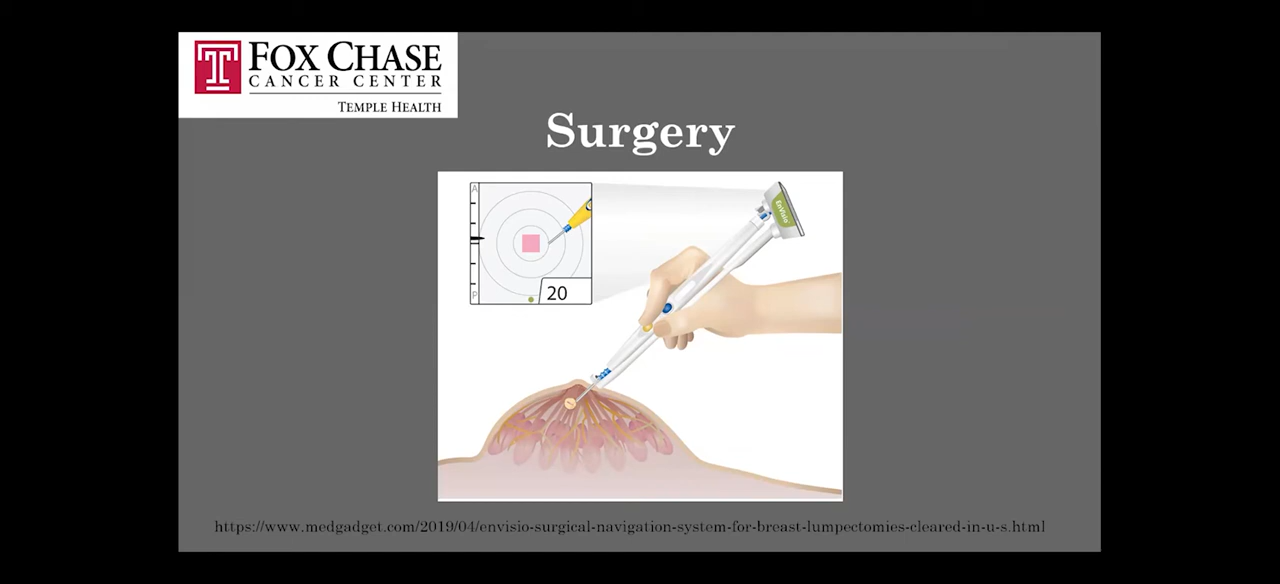 FOX CHASE
CANCER CENTER
TEMPLE HEALTH
Surgery
A
P
20
EnVisio
https://www.medgadget.com/2019/04/envisio-surgical-navigation-system-for-breast-lumpectomies-cleared-in-u-s.html